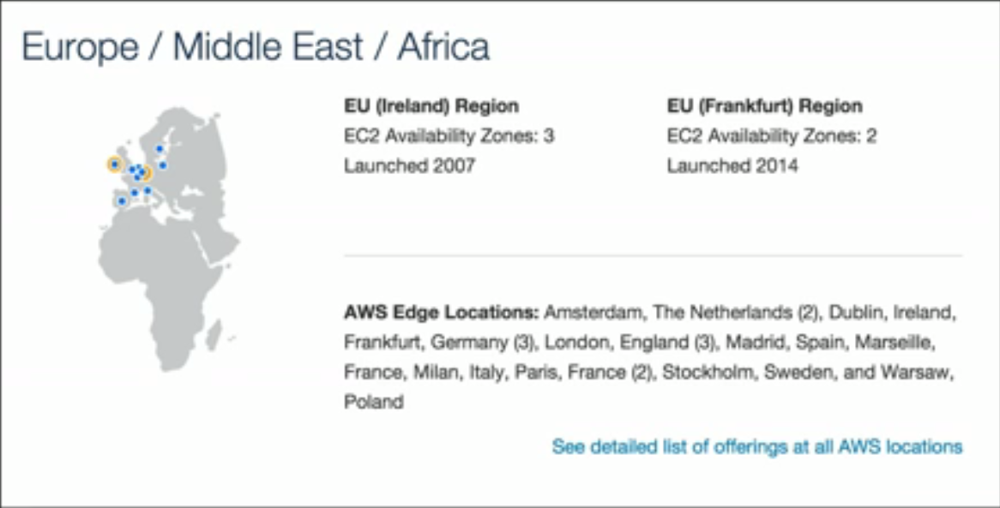 Europe / Middle East / Africa
EU (Ireland) Region
EC2 Availability Zones: 3
Launched 2007
EU (Frankfurt) Region
EC2 Availability Zones: 2
Launched 2014
AWS Edge Locations: Amsterdam, The Netherlands (2), Dublin, Ireland,
Frankfurt, Germany (3), London, England (3), Madrid, Spain, Marseille,
France, Milan, Italy, Paris, France (2), Stockholm, Sweden, and Warsaw,
Poland
See detailed list of offerings at all AWS locations